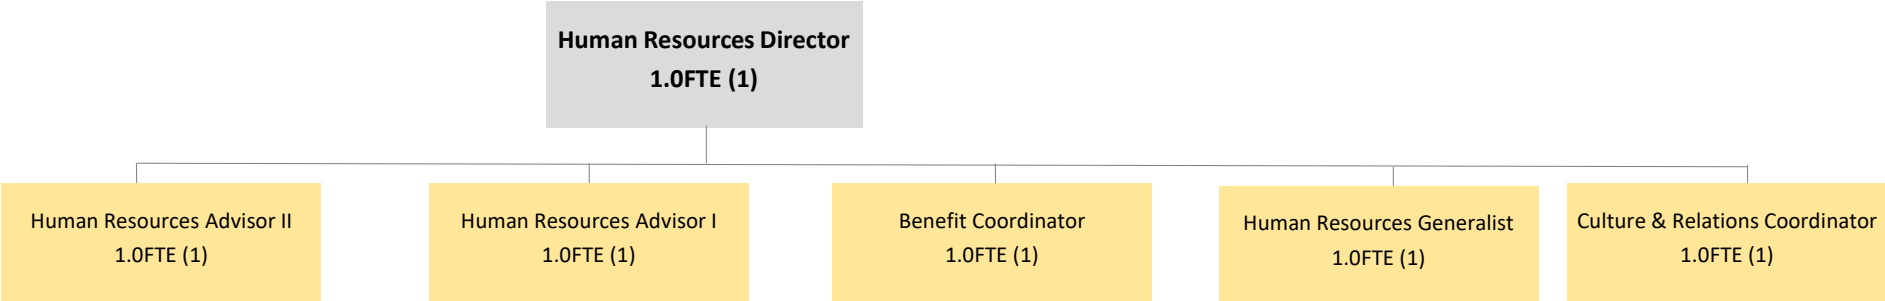 Human Resources Director
1.0FTE (1)
Human Resources Advisor II
1.0FTE (1)
Human Resources Advisor I
1.0FTE (1)
Benefit Coordinator
1.0FTE (1)
Human Resources Generalist
1.0FTE (1)
Culture & Relations Coordinator
1.0FTE (1)